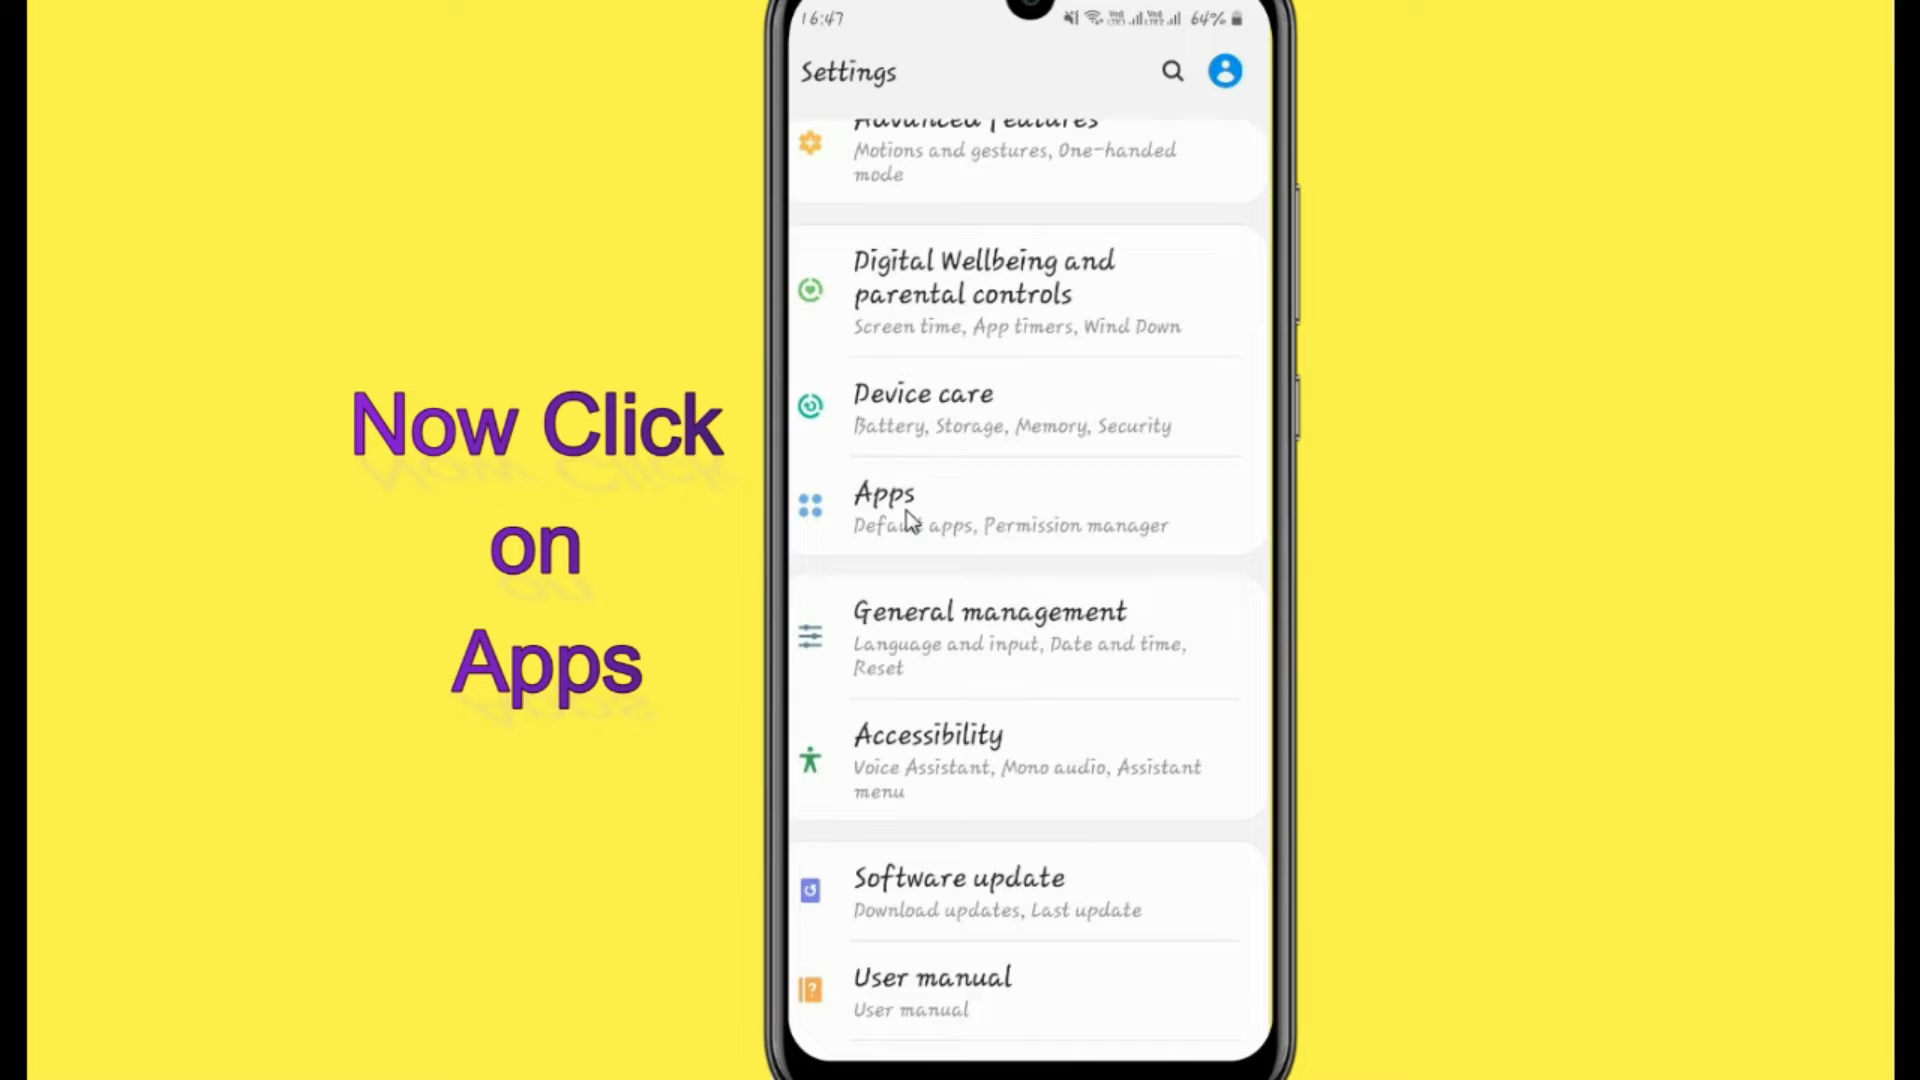 16:47
64%
Settings
Advanced features
Motions and gestures, One-handed
mode
Digital Wellbeing and
parental controls
Screen time, App timers, Wind Down
Device care
Battery, Storage, Memory, Security
Now Click
on
Apps
Apps
Default apps, Permission manager
General management
Language and input, Date and time,
Reset
Accessibility
Voice Assistant, Mono audio, Assistant
menu
Software update
Download updates, Last update
User manual
User manual